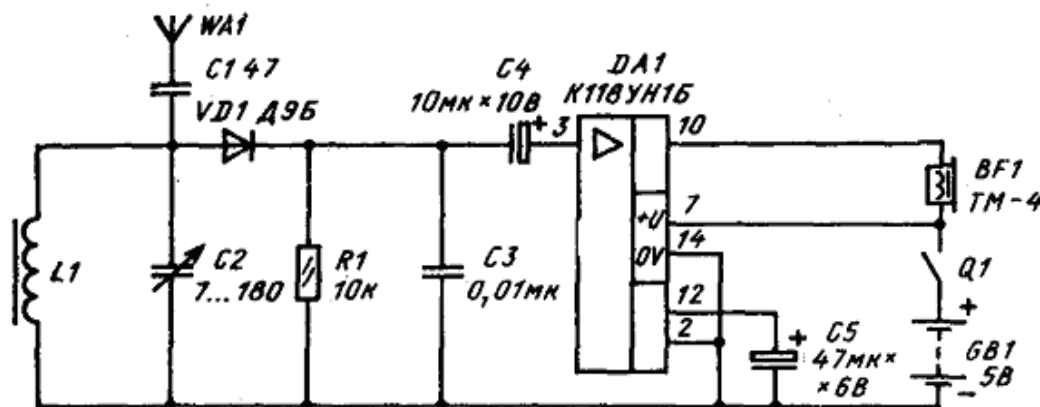 WA1
C1 47
VD1 Д9Б
C4
10мк×10В
+
3
DA1
К118УН1Б
10
+U
7
0V
14
12
2
BF1
ТМ-4
L1
C2
7...180
R1
10к
C3
0,01мк
+
C5
47мк×
×6В
Q1
+
GB1
5В
−